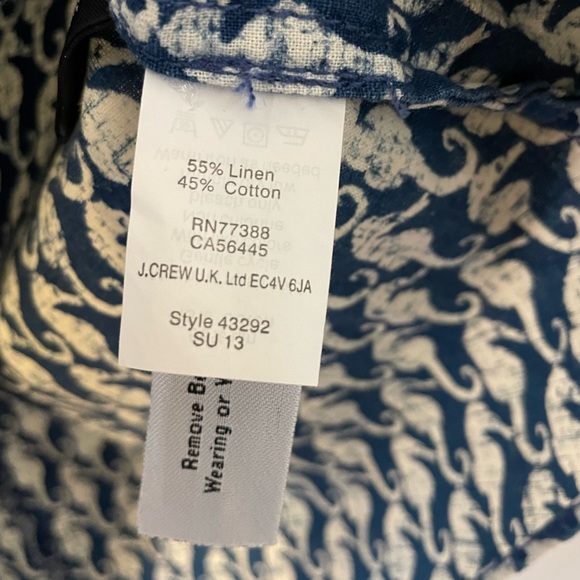 55% Linen
45% Cotton
RN77388
CA56445
J.CREW U.K. Ltd EC4V 6JA
Style 43292
SU 13
Remove
Wearing or